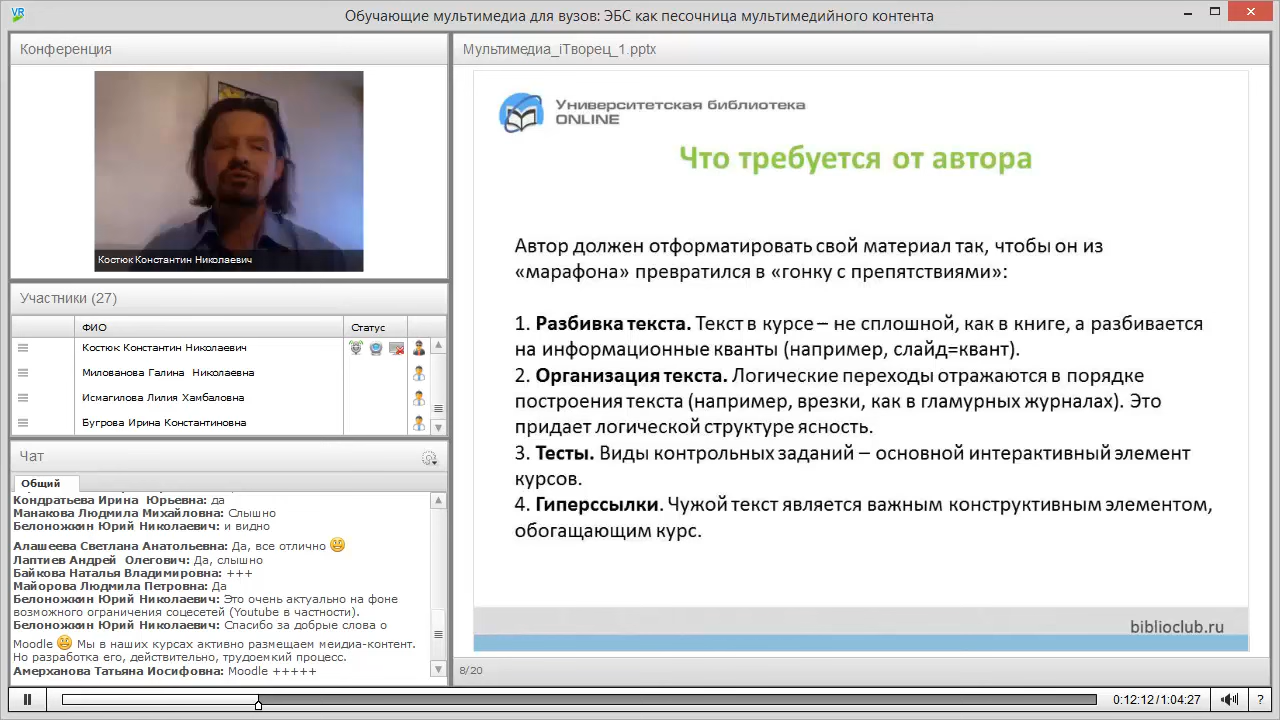 VR
Обучающие мультимедиа для вузов: ЭБС как песочница мультимедийного контента
Конференция
Костюк Константин Николаевич
Участники (27)
ФИО
Статус
Костюк Константин Николаевич
Милованова Галина Николаевна
Исмагилова Лилия Хамбаловна
Бугрова Ирина Константиновна
Чат
Общий
Кондратьева Ирина Юрьевна: да
Манакова Людмила Михайловна: Слышно
Белоножкин Юрий Николаевич: и видно
Алашеева Светлана Анатольевна: Да, все отлично
Лаптиев Андрей Олегович: Да, слышно
Байкова Наталья Владимировна: +++
Майорова Людмила Петровна: Да
Белоножкин Юрий Николаевич: Это очень актуально на фоне
возможного ограничения соцсетей (Youtube в частности).
Белоножкин Юрий Николаевич: Спасибо за добрые слова о
Moodle Мы в наших курсах активно размещаем меидиа-контент.
Но разработка его, действительно, трудоемкий процесс.
Амерханова Татьяна Иосифовна: Moodle +++++
Мультимедиа_iТворец_1.pptx
Университетская библиотека
ONLINE
Что требуется от автора
Автор должен отформатировать свой материал так, чтобы он из
«марафона» превратился в «гонку с препятствиями»:
1. Разбивка текста. Текст в курсе – не сплошной, как в книге, а разбивается
на информационные кванты (например, слайд=квант).
2. Организация текста. Логические переходы отражаются в порядке
построения текста (например, врезки, как в гламурных журналах). Это
придает логической структуре ясность.
3. Тесты. Виды контрольных заданий – основной интерактивный элемент
курсов.
4. Гиперссылки. Чужой текст является важным конструктивным элементом,
обогащающим курс.
biblioclub.ru
8/20
0:12:12/1:04:27
?